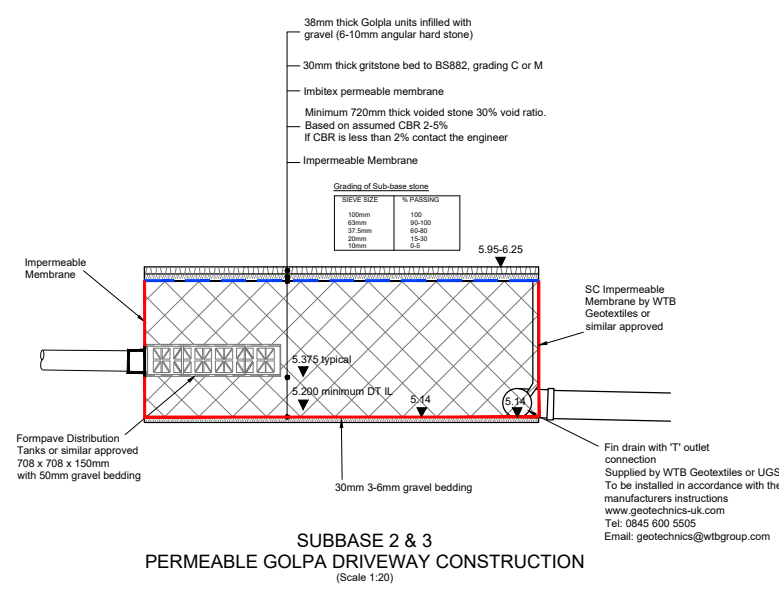 38mm thick Golpla units infilled with
gravel (6-10mm angular hard stone)
30mm thick gritstone bed to BS882, grading C or M
Imbitex permeable membrane
Minimum 720mm thick voided stone 30% void ratio.
Based on assumed CBR 2-5%
If CBR is less than 2% contact the engineer
Impermeable Membrane
Grading of Sub-base stone
SIEVE SIZE % PASSING
100mm 100
63mm 90-100
37.5mm 60-80
20mm 15-30
10mm 0-5
5.95-6.25
Impermeable
Membrane
SC Impermeable
Membrane by WTB
Geotextiles or
similar approved
5.375 typical
5.200 minimum DT IL
5.14
5.14
Formpave Distribution
Tanks or similar approved
708 x 708 x 150mm
with 50mm gravel bedding
30mm 3-6mm gravel bedding
Fin drain with 'T' outlet
connection
Supplied by WTB Geotextiles or UGS
To be installed in accordance with the
manufacturers instructions
www.geotechnics-uk.com
Tel: 0845 600 5505
Email: geotechnics@wtbgroup.com
SUBBASE 2 & 3
PERMEABLE GOLPA DRIVEWAY CONSTRUCTION
(Scale 1:20)